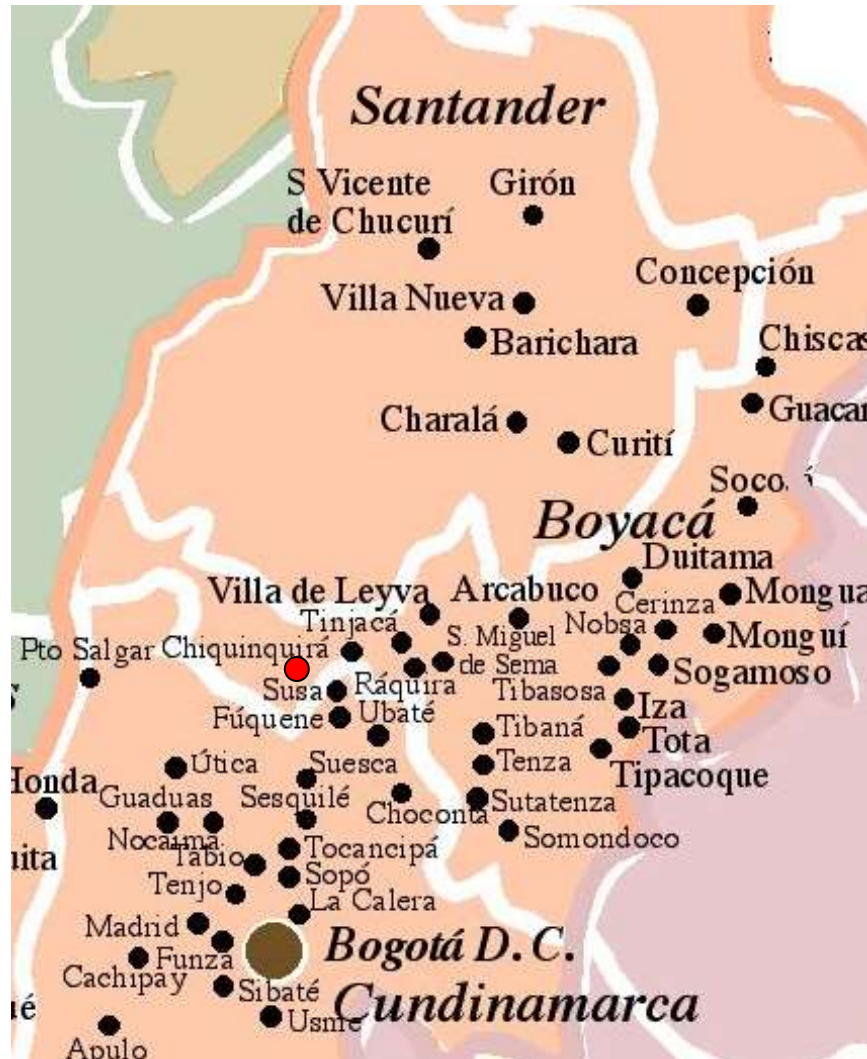 Santander
S Vicente
de Chucurí
Girón
Concepción
Villa Nueva
Barichara
Chiscas
Guacan
Charalá
Curití
Boyacá
Duitama
Villa de Leyva
Arcabuco
Cerinza
Mongua
Tinjacá
Nobsa
S. Miguel
de Sema
Monguí
Pto Salgar
Chiquinquirá
Sogamoso
Susa
Ráquira
Tibasosa
Iza
Fúquene
Ubaté
Tibaná
Tota
Útica
Suesca
Tenza
Tipacoque
Honda
Guaduas
Sesquilé
Choconta
Sutatenza
Nocaima
Somondoco
uita
Tabio
Tocancipá
Tenjo
Sopó
La Calera
Madrid
Funza
Bogotá D. C.
Cachipay
Sibaté
Cundinamarca
ué
Usme
Apulo